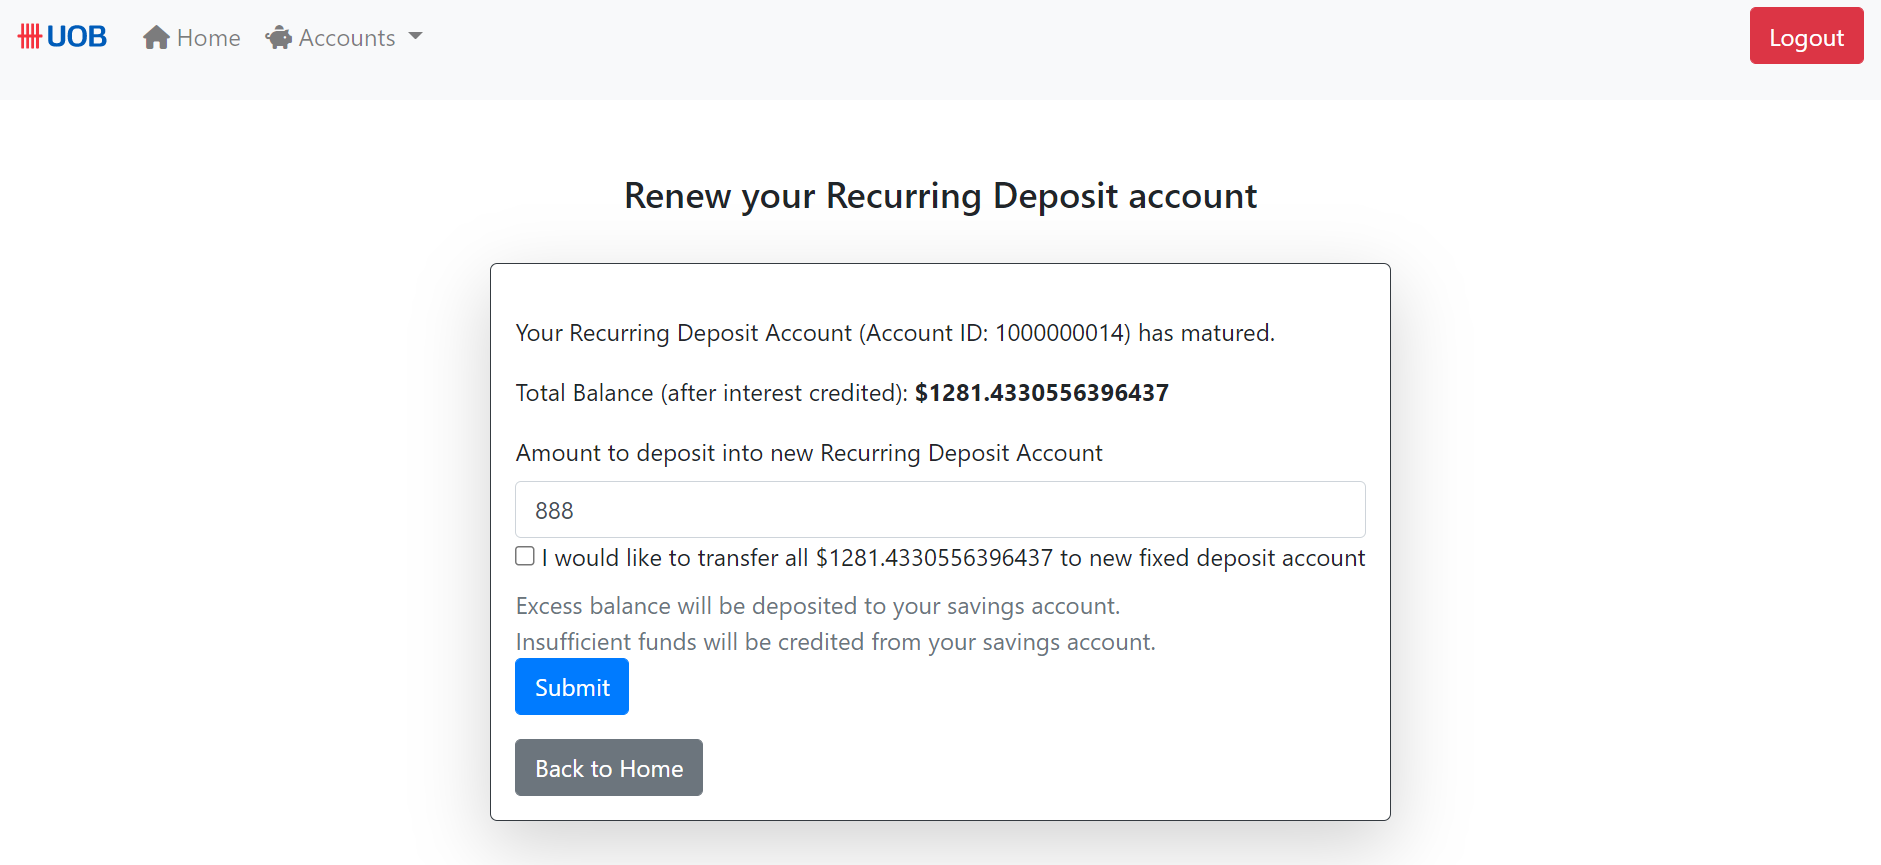 UOB Home Accounts Logout
Renew your Recurring Deposit account
Your Recurring Deposit Account (Account ID: 1000000014) has matured.
Total Balance (after interest credited): $1281.4330556396437
Amount to deposit into new Recurring Deposit Account
888
I would like to transfer all $1281.4330556396437 to new fixed deposit account
Excess balance will be deposited to your savings account.
Insufficient funds will be credited from your savings account.
Submit
Back to Home